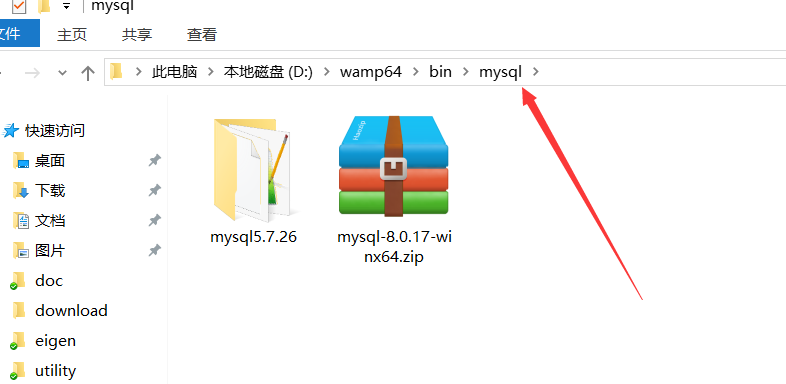 mysql
文件 主页 共享 查看
此电脑 本地磁盘 (D:) wamp64 bin mysql
快速访问
桌面
下载
文档
图片
doc
download
eigen
utility
mysql5.7.26
mysql-8.0.17-wi
nx64.zip